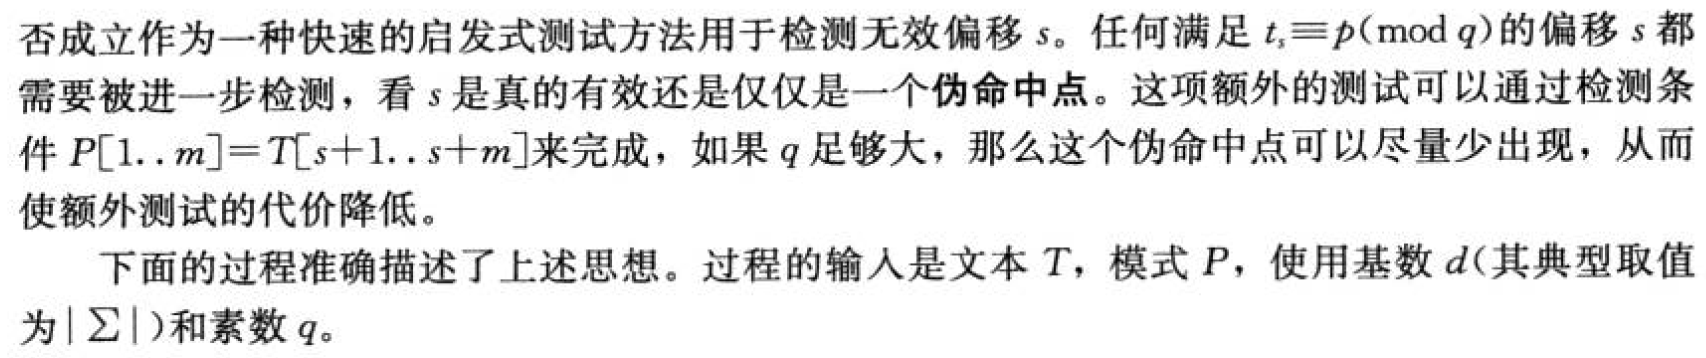 否成立作为一种快速的启发式测试方法用于检测无效偏移 s。任何满足 tₛ≡p(mod q)的偏移 s 都
需要被进一步检测，看 s 是真的有效还是仅仅是一个伪命中点。这项额外的测试可以通过检测条
件 P[1..m]=T[s+1..s+m]来完成，如果 q 足够大，那么这个伪命中点可以尽量少出现，从而
使额外测试的代价降低。
下面的过程准确描述了上述思想。过程的输入是文本 T，模式 P，使用基数 d(其典型取值
为|Σ|)和素数 q。